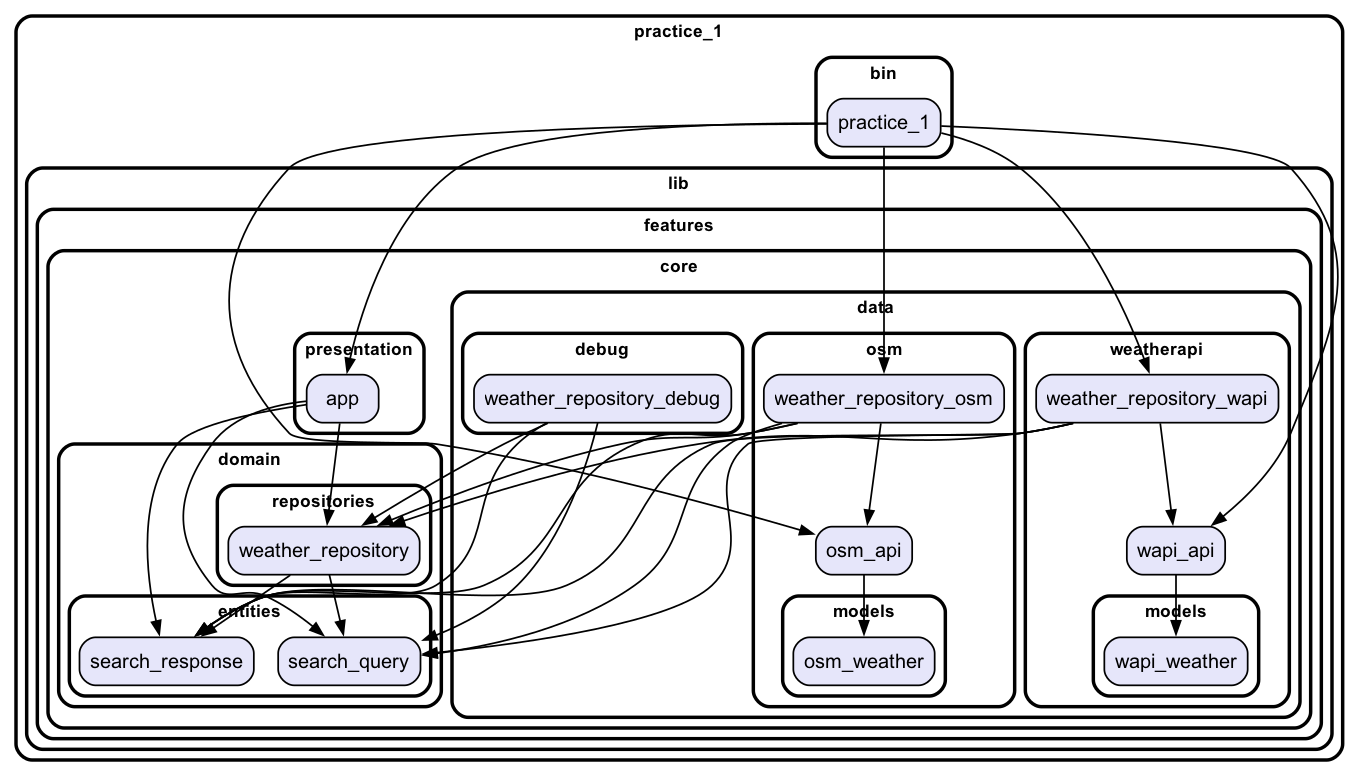 practice_1
bin
practice_1
lib
features
core
data
presentation
debug
osm
weatherapi
app
weather_repository_debug
weather_repository_osm
weather_repository_wapi
domain
repositories
weather_repository
osm_api
wapi_api
entities
models
models
search_response
search_query
osm_weather
wapi_weather